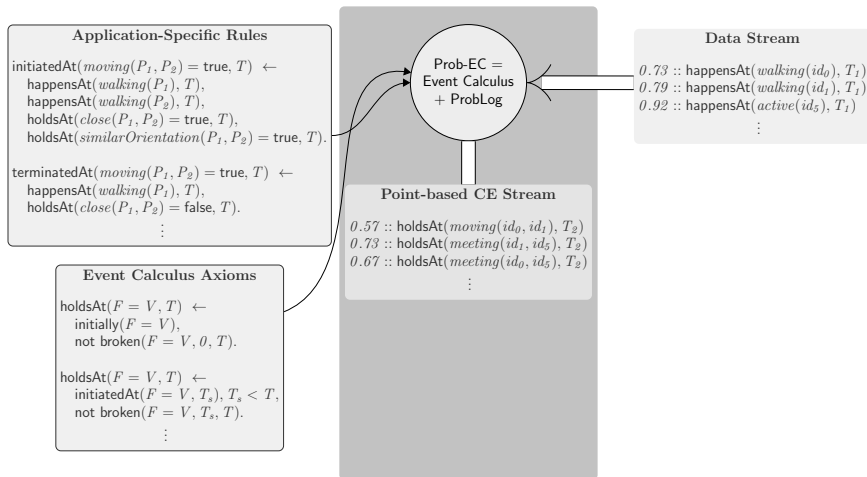 Application-Specific Rules
initiatedAt(moving(P₁, P₂) = true, T) ←
happensAt(walking(P₁), T),
happensAt(walking(P₂), T),
holdsAt(close(P₁, P₂) = true, T),
holdsAt(similarOrientation(P₁, P₂) = true, T).
terminatedAt(moving(P₁, P₂) = true, T) ←
happensAt(walking(P₁), T),
holdsAt(close(P₁, P₂) = false, T).
⋮
Event Calculus Axioms
holdsAt(F = V, T) ←
initially(F = V),
not broken(F = V, 0, T).
holdsAt(F = V, T) ←
initiatedAt(F = V, Tₛ), Tₛ < T,
not broken(F = V, Tₛ, T).
⋮
Prob-EC =
Event Calculus
+ ProbLog
Point-based CE Stream
0.57 :: holdsAt(moving(id₀, id₁), T₂)
0.73 :: holdsAt(meeting(id₁, id₅), T₂)
0.67 :: holdsAt(meeting(id₀, id₅), T₂)
⋮
Data Stream
0.73 :: happensAt(walking(id₀), T₁)
0.79 :: happensAt(walking(id₁), T₁)
0.92 :: happensAt(active(id₅), T₁)
⋮